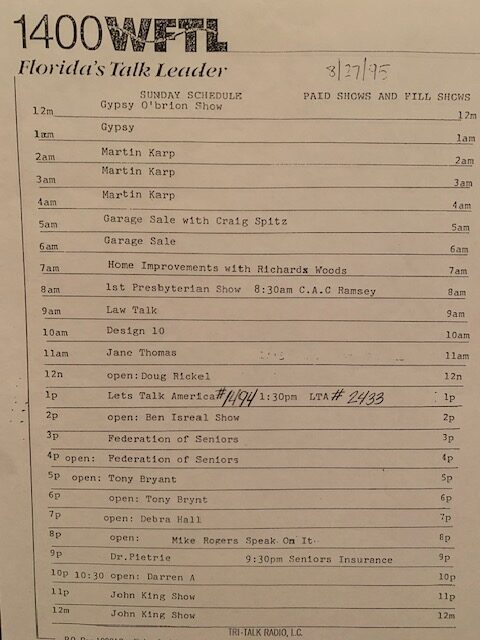 1400 WFTL
Florida's Talk Leader
8/27/95
SUNDAY SCHEDULE PAID SHOWS AND FILL SHOWS
12m Gypsy O'brion Show 12m
1am Gypsy 1am
2am Martin Karp 2am
3am Martin Karp 3am
4am Martin Karp 4am
5am Garage Sale with Craig Spitz 5am
6am Garage Sale 6am
7am Home Improvements with Richardx Woods 7am
8am 1st Presbyterian Show 8:30am C.A.C Ramsey 8am
9am Law Talk 9am
10am Design 10 10am
11am Jane Thomas 11am
12n open: Doug Rickel 12n
1p Lets Talk America #1494 1:30pm LTA # 2433 1p
2p open: Ben Isreal Show 2p
3p Federation of Seniors 3p
4p open: Federation of Seniors 4p
5p open: Tony Bryant 5p
6p open: Tony Brynt 6p
7p open: Debra Hall 7p
8p open: Mike Rogers Speak On It 8p
9p Dr.Pietrie 9:30pm Seniors Insurance 9p
10p 10:30 open: Darren A 10p
11p John King Show 11p
12m John King Show 12m
TRI-TALK RADIO, I.C.